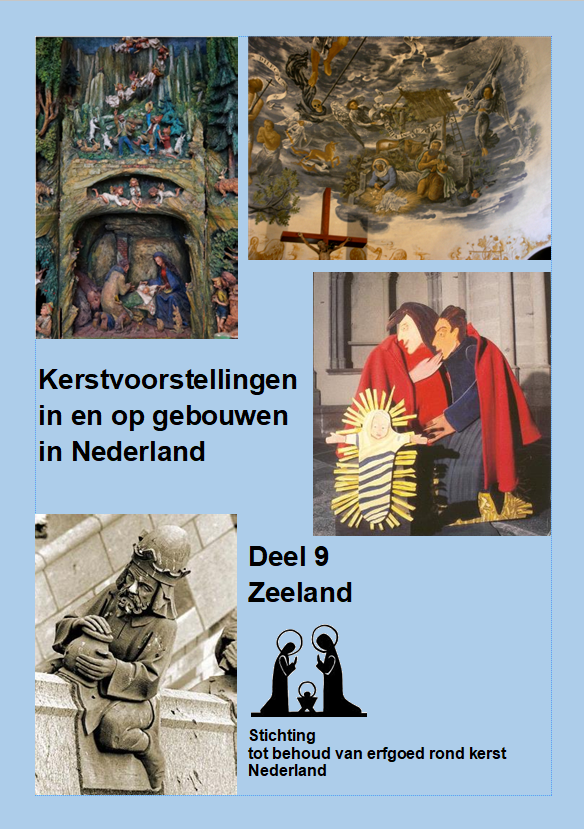 Kerstvoorstellingen
in en op gebouwen
in Nederland
Deel 9
Zeeland
Stichting
tot behoud van erfgoed rond kerst
Nederland